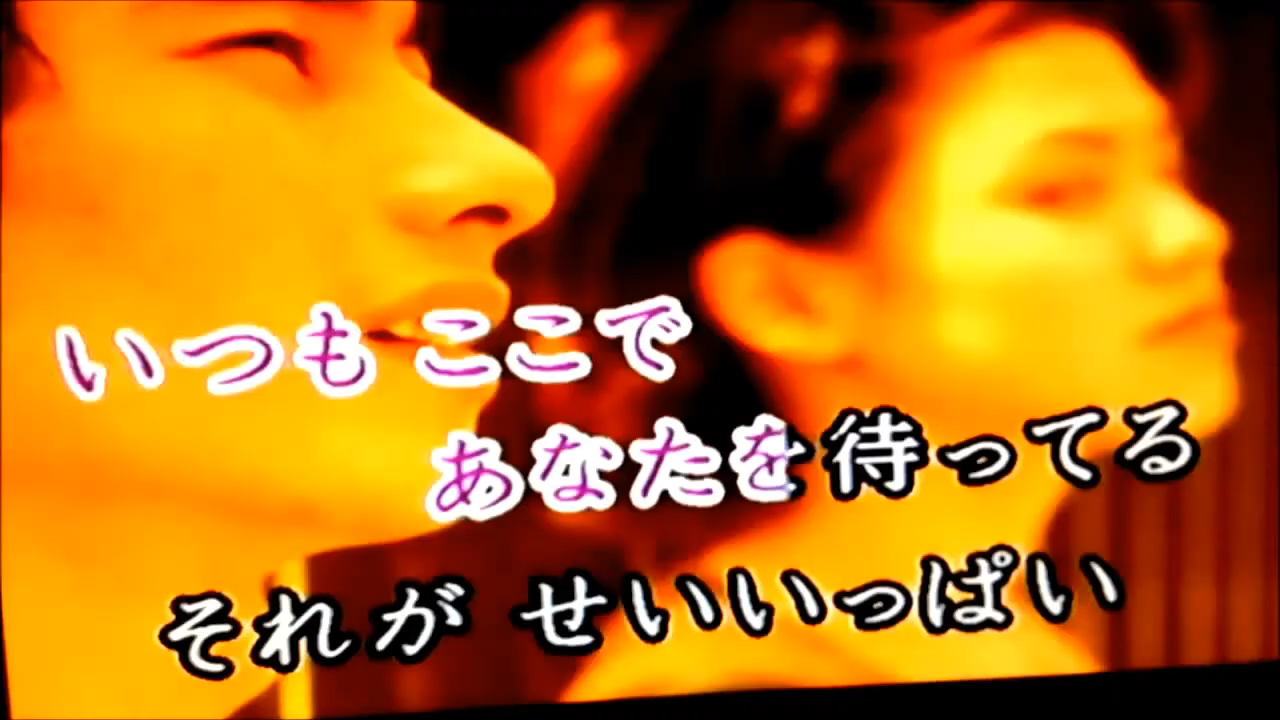 いつも ここで
あなたを待ってる
それが せいいっぱい